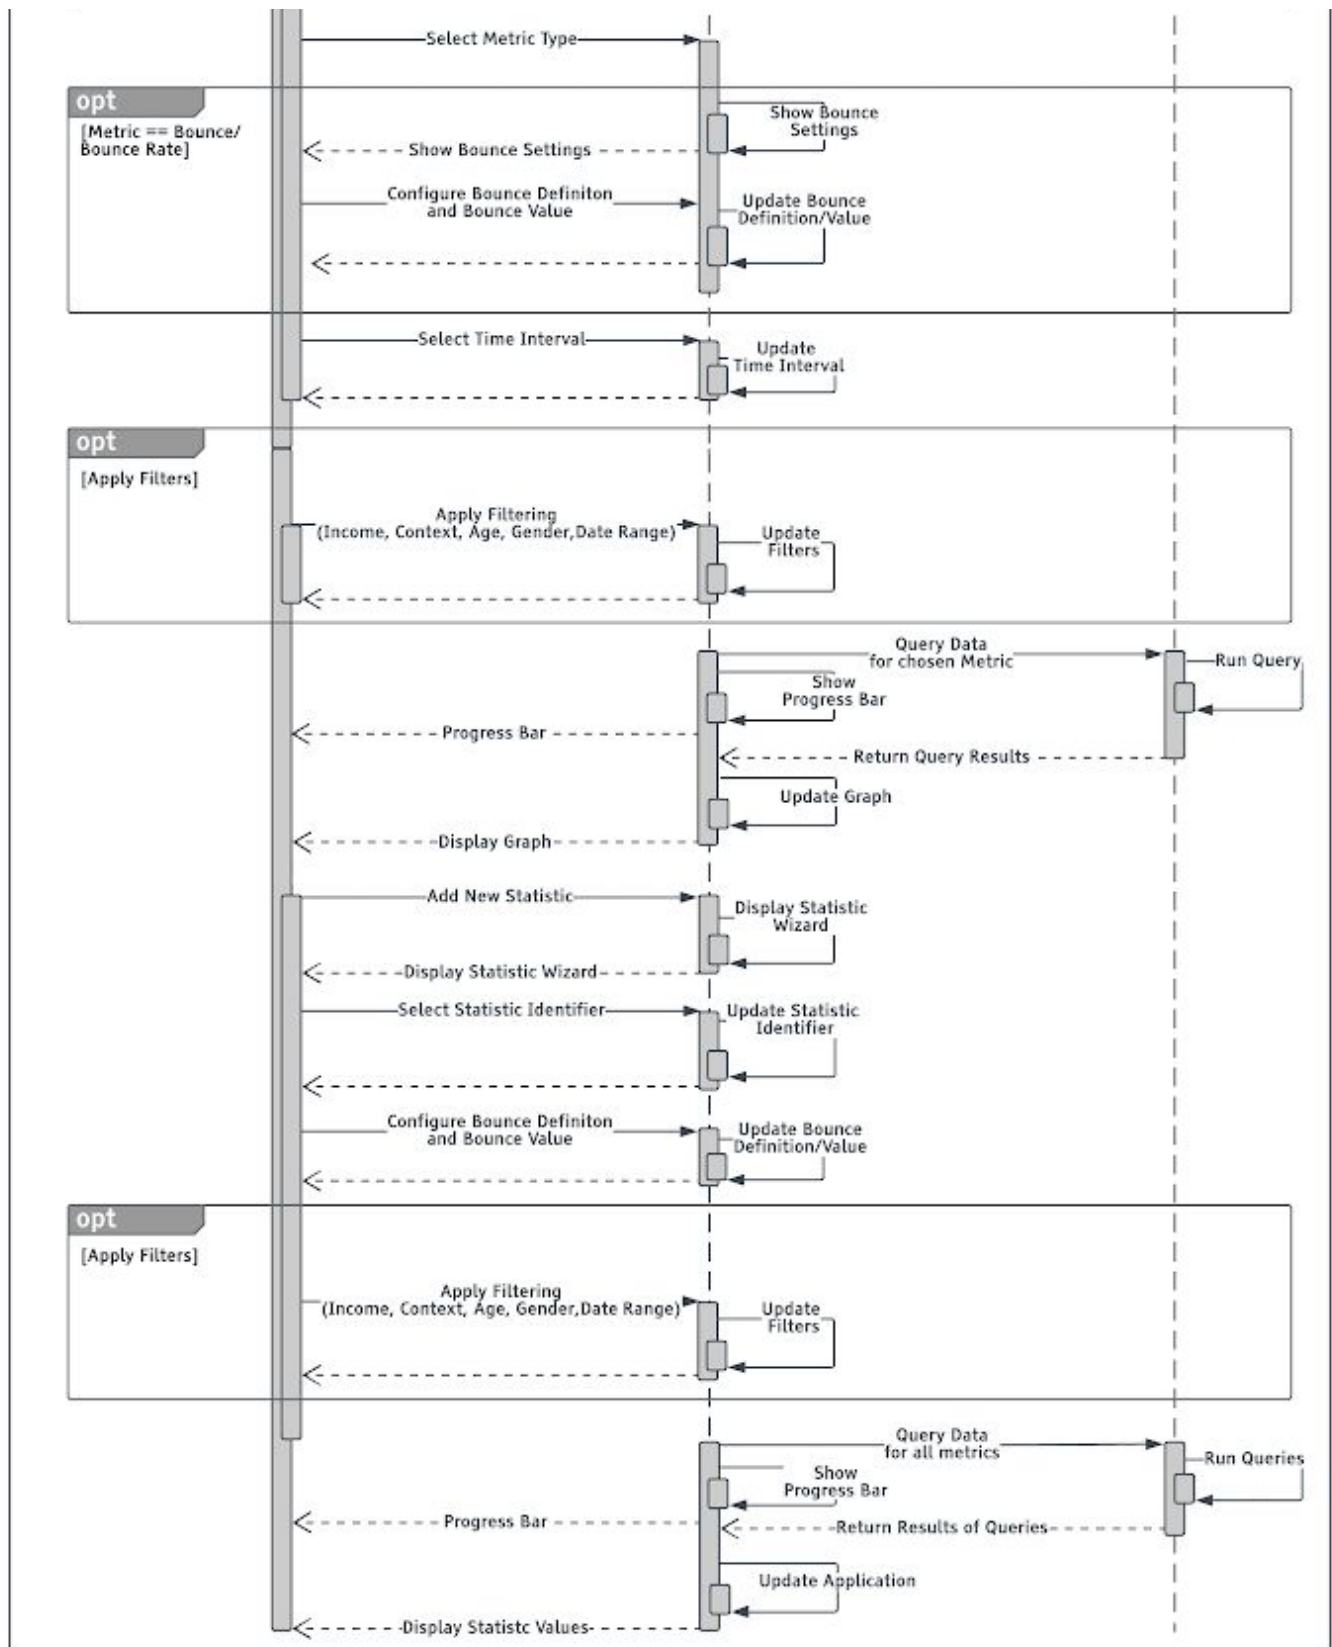 Select Metric Type
opt
[Metric == Bounce/
Bounce Rate]
Show Bounce
Settings
Show Bounce Settings
Configure Bounce Definiton
and Bounce Value
Update Bounce
Definition/Value
Select Time Interval
Update
Time Interval
opt
[Apply Filters]
Apply Filtering
(Income, Context, Age, Gender,Date Range)
Update
Filters
Query Data
for chosen Metric
Run Query
Show
Progress Bar
Progress Bar
Return Query Results
Update Graph
Display Graph
Add New Statistic
Display Statistic
Wizard
Display Statistic Wizard
Select Statistic Identifier
Update Statistic
Identifier
Configure Bounce Definiton
and Bounce Value
Update Bounce
Definition/Value
opt
[Apply Filters]
Apply Filtering
(Income, Context, Age, Gender,Date Range)
Update
Filters
Query Data
for all metrics
Run Queries
Show
Progress Bar
Progress Bar
Return Results of Queries
Update Application
Display Statistc Values